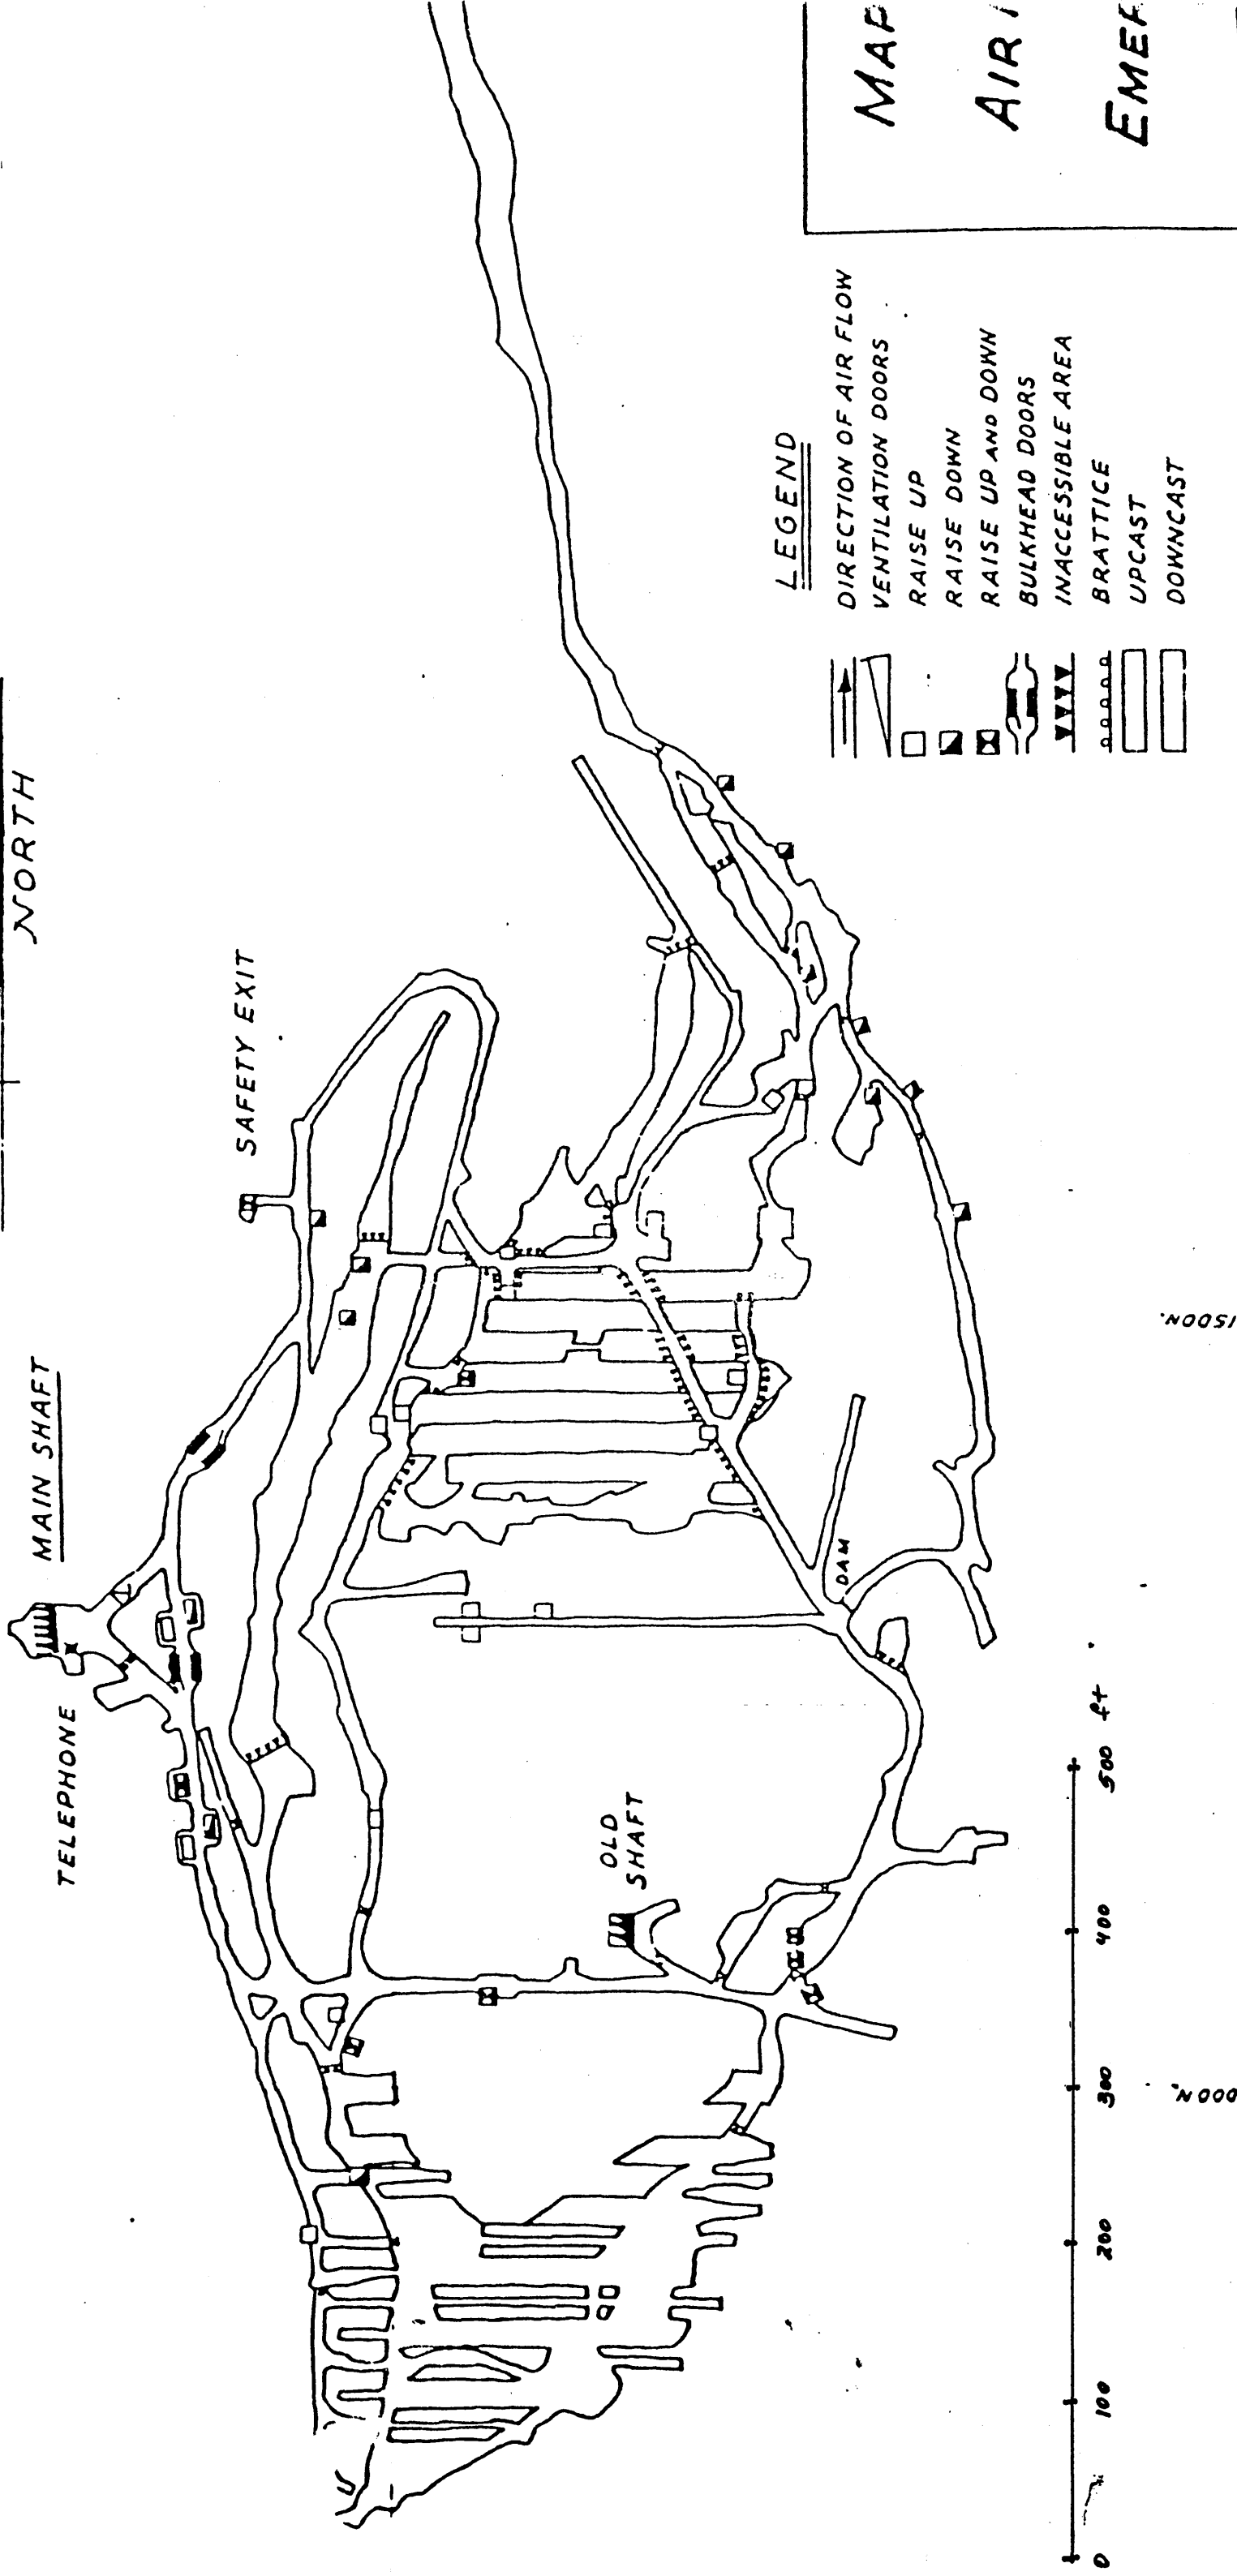 NORTH
MAIN SHAFT
TELEPHONE
SAFETY EXIT
OLD
SHAFT
DAM
LEGEND
DIRECTION OF AIR FLOW
VENTILATION DOORS
RAISE UP
RAISE DOWN
RAISE UP AND DOWN
BULKHEAD DOORS
INACCESSIBLE AREA
BRATTICE
UPCAST
DOWNCAST
0 100 200 300 400 500 ft
000N.
1500N.
MAP
AIR
EMER